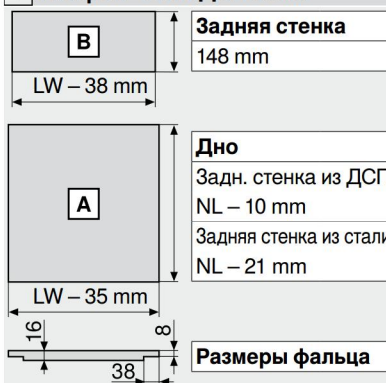 B
Задняя стенка
148 mm
LW – 38 mm
A
Дно
Задн. стенка из ДСП
NL – 10 mm
Задняя стенка из стали
NL – 21 mm
LW – 35 mm
16
8
38
Размеры фальца